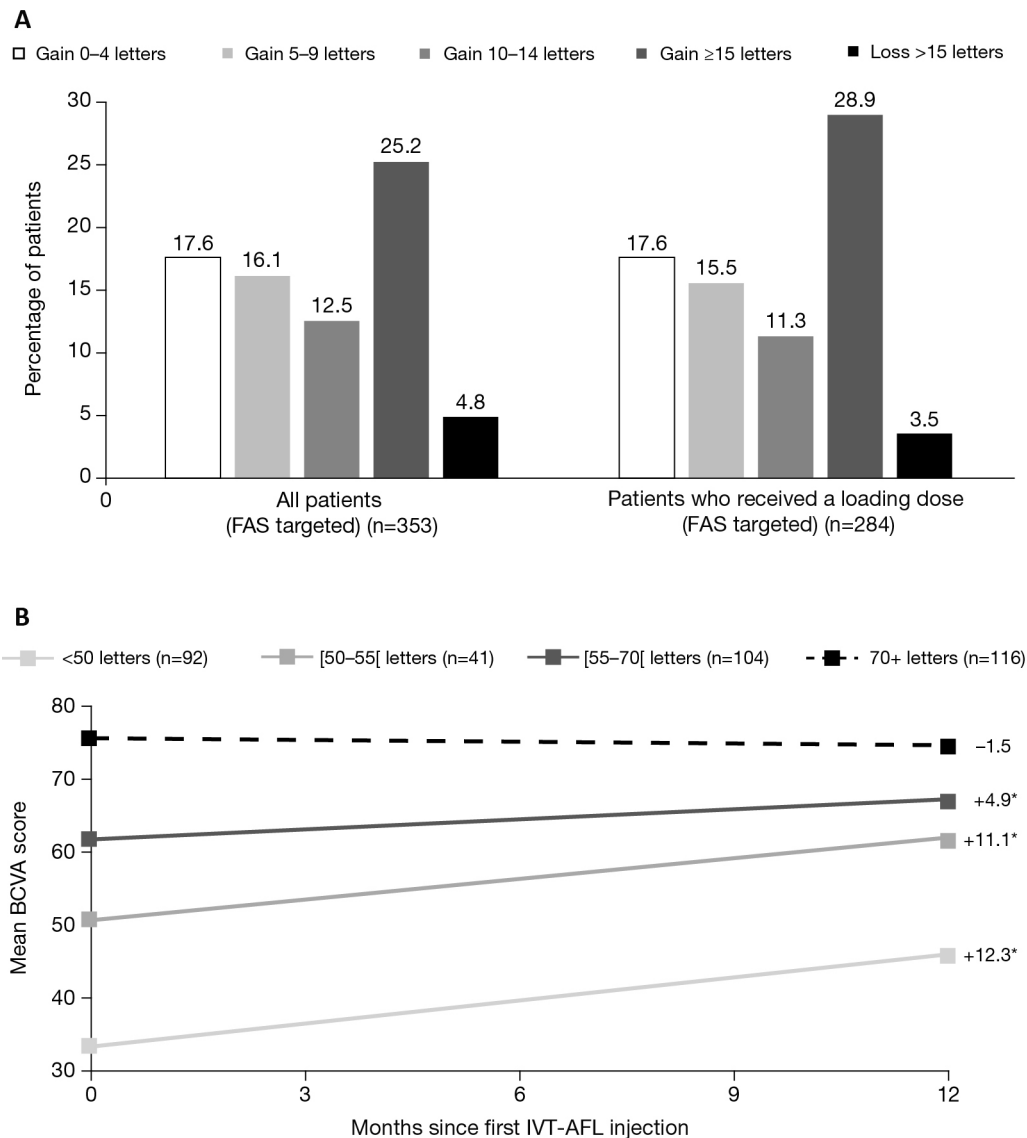 A
Gain 0–4 letters Gain 5–9 letters Gain 10–14 letters Gain ≥15 letters Loss >15 letters
Percentage of patients
30
25
20
15
10
5
0
0
17.6
16.1
12.5
25.2
4.8
17.6
15.5
11.3
28.9
3.5
All patients
(FAS targeted) (n=353)
Patients who received a loading dose
(FAS targeted) (n=284)
B
<50 letters (n=92) [50–55[ letters (n=41) [55–70[ letters (n=104) 70+ letters (n=116)
Mean BCVA score
80
70
60
50
40
30
–1.5
+4.9*
+11.1*
+12.3*
0 3 6 9 12
Months since first IVT-AFL injection